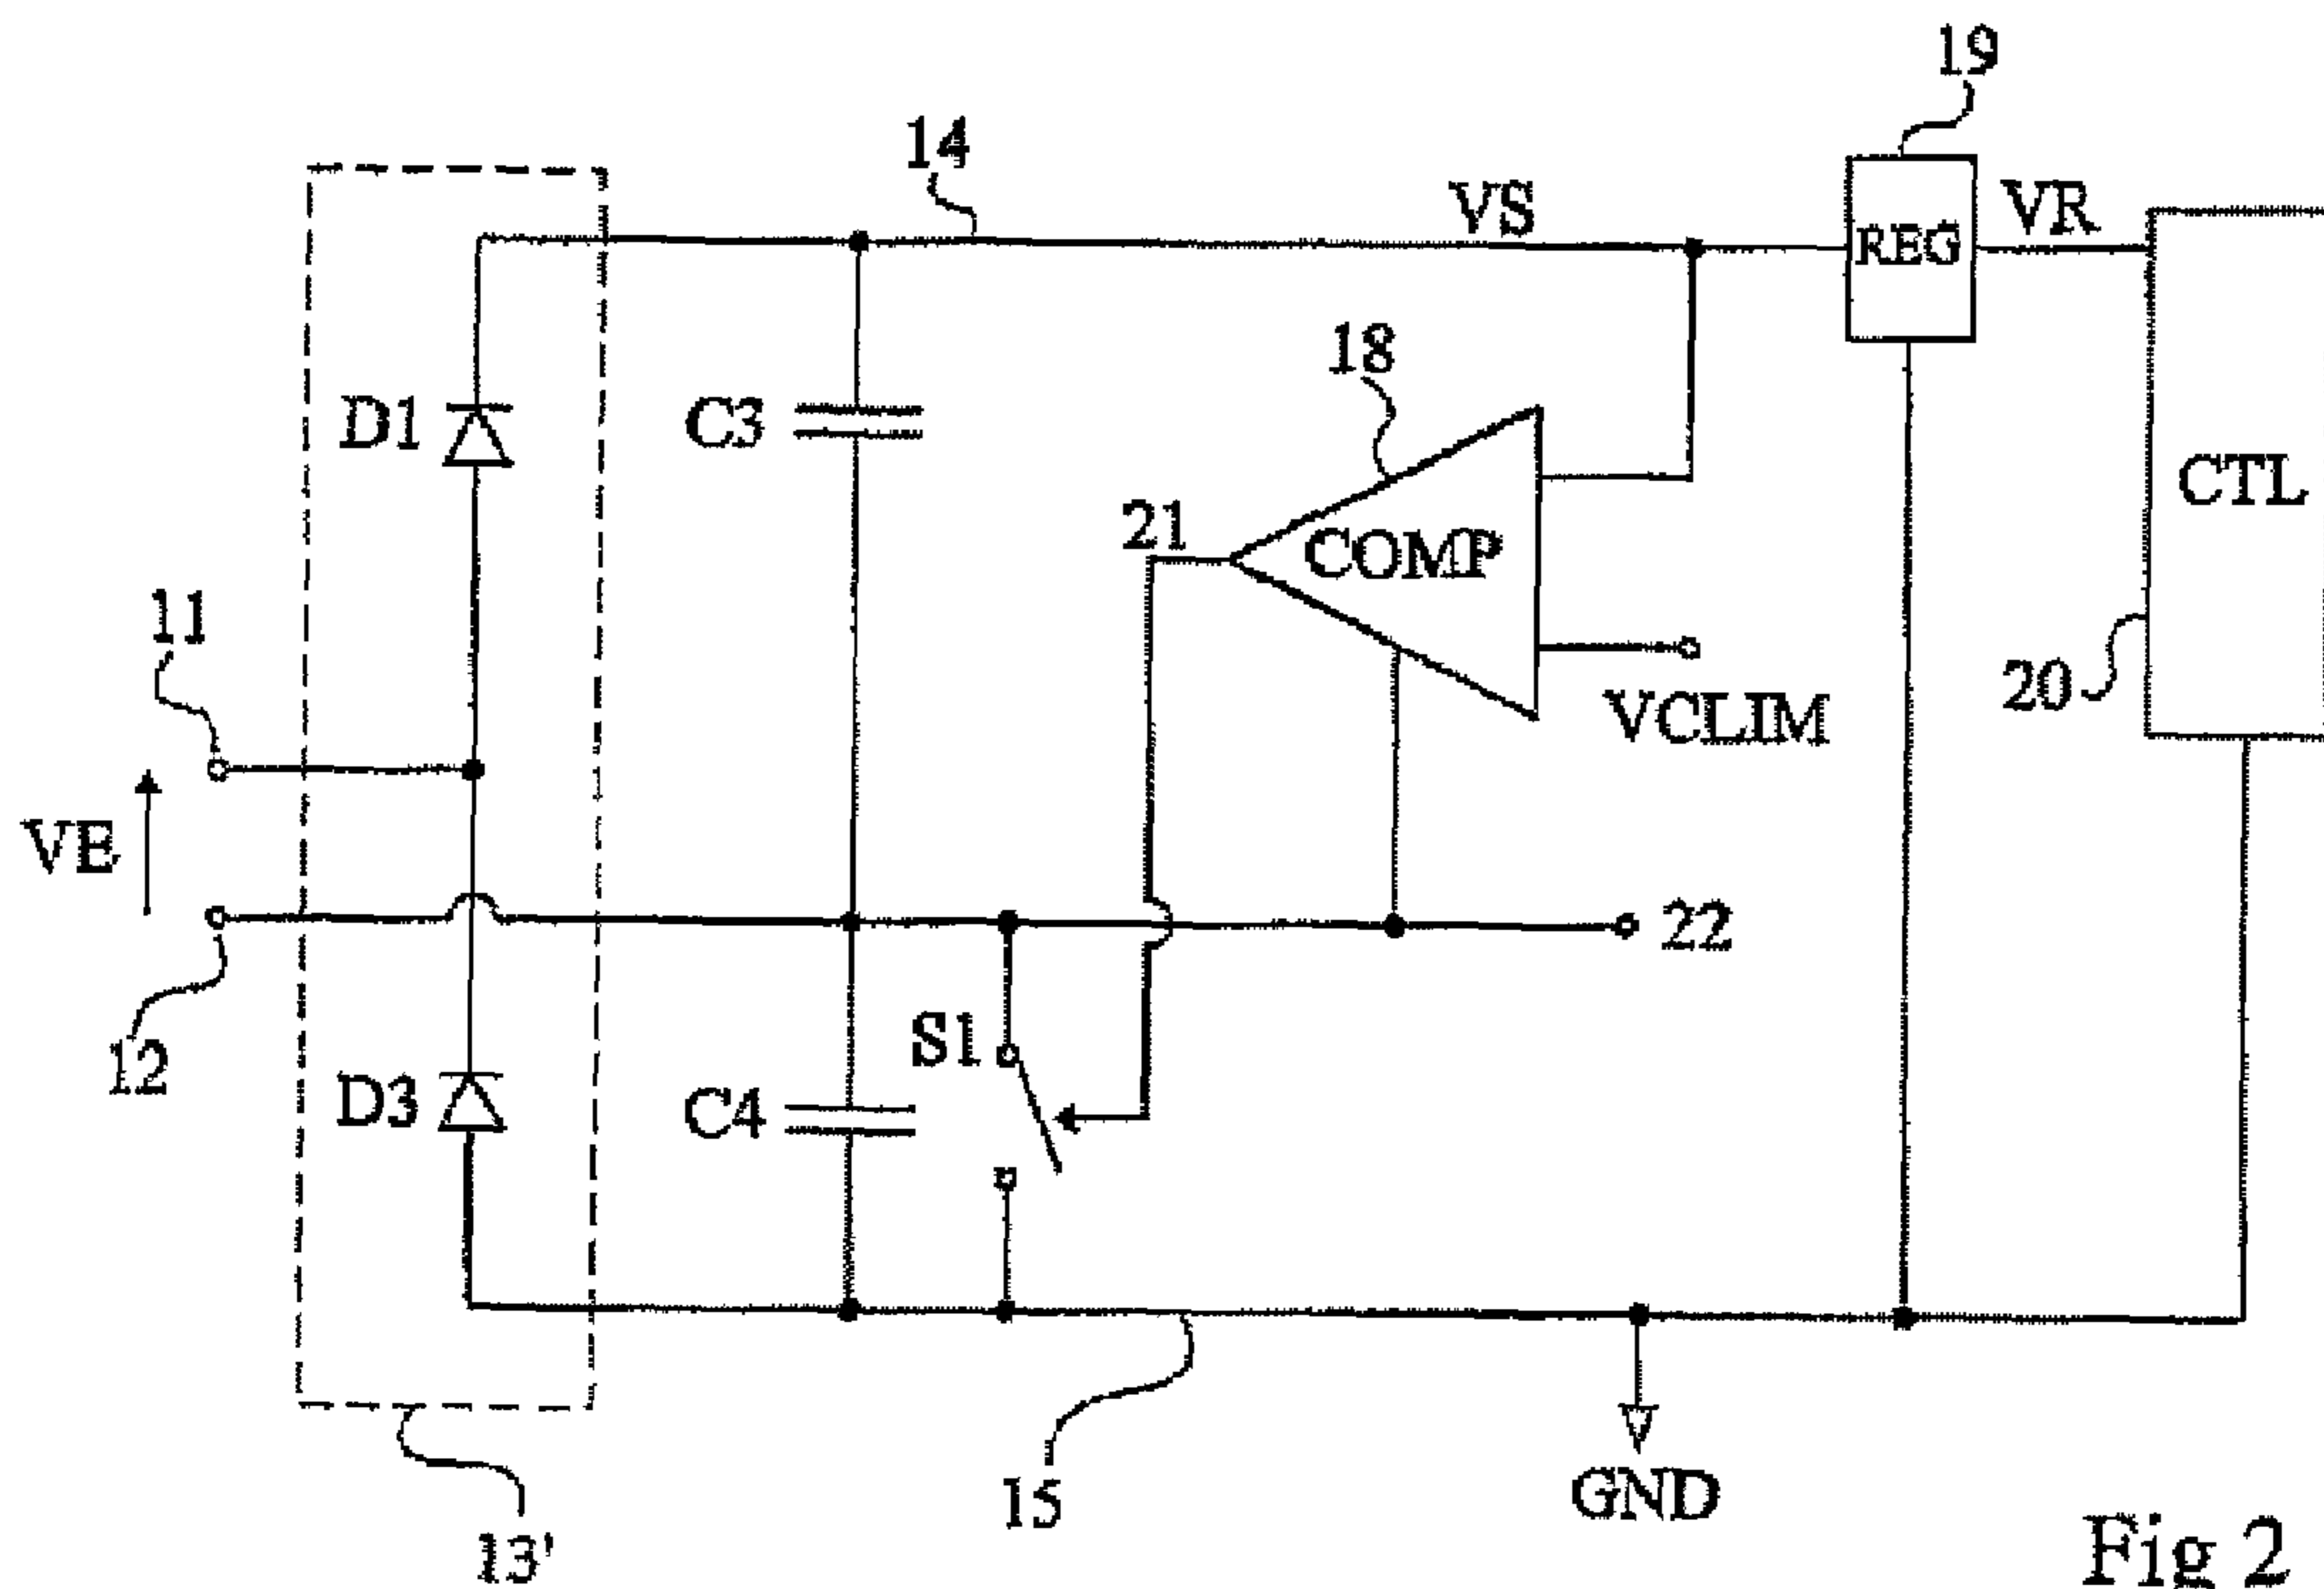 19
14
VS
VR
REG
18
D1
C3
CTL
21
COMP
11
20
VCLIM
VE
22
S1
12
D3
C4
15
GND
13'
Fig 2